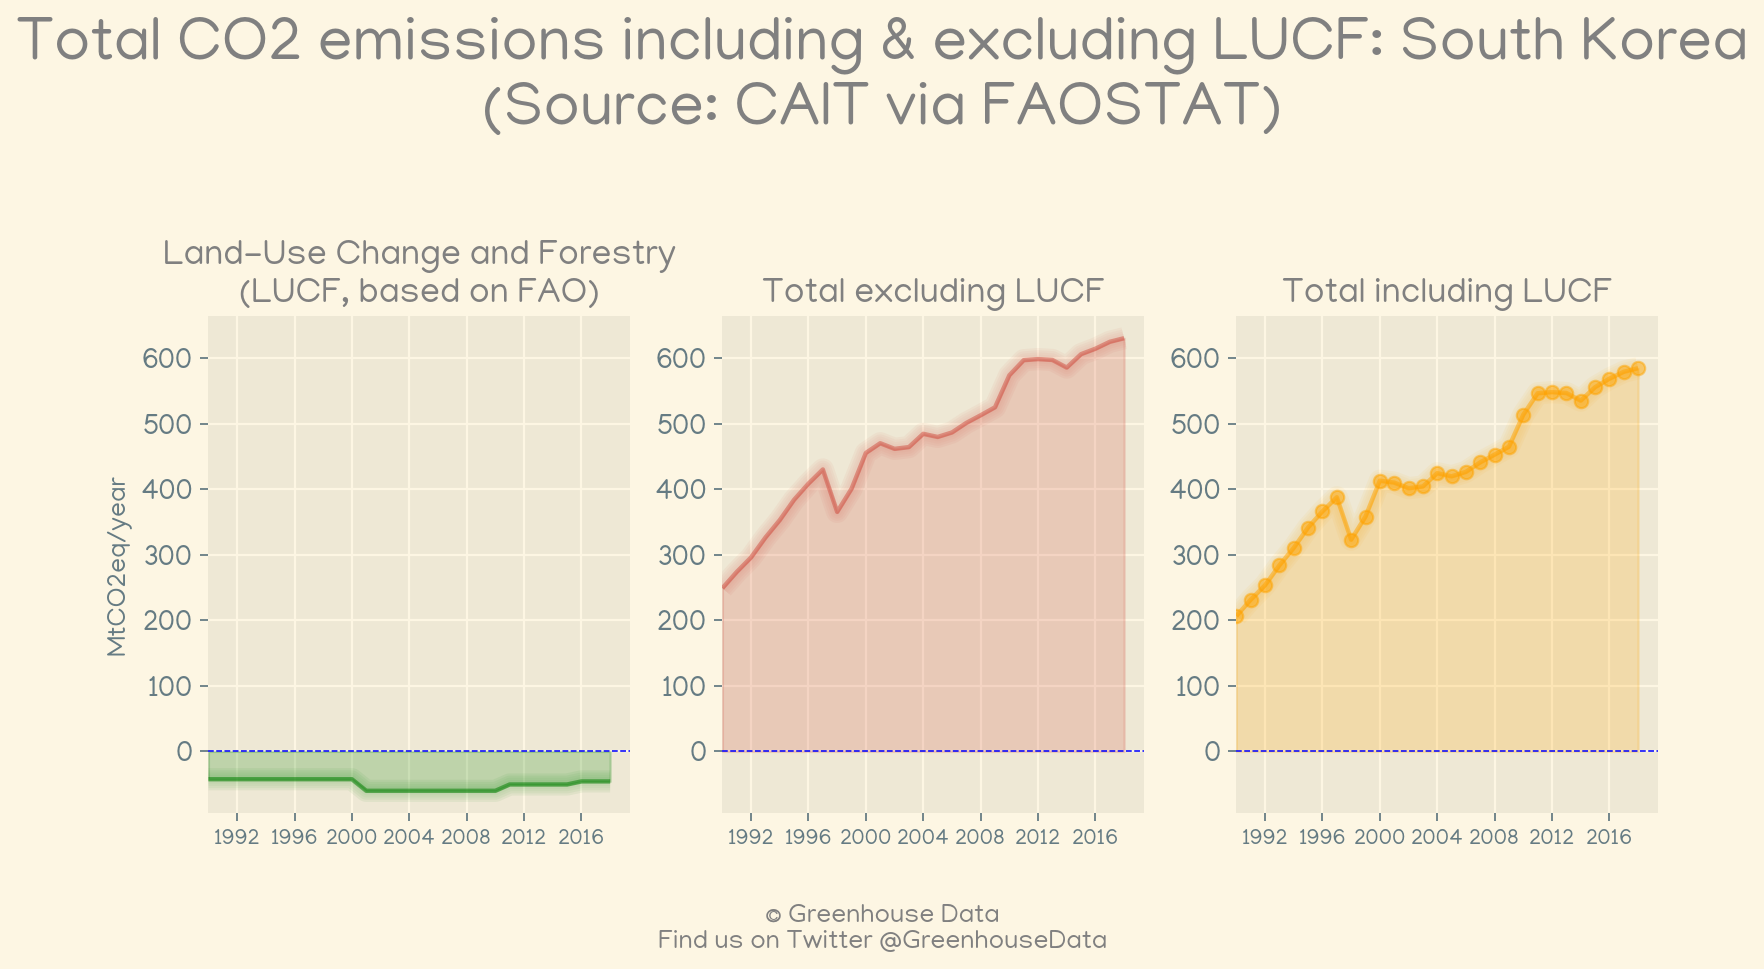 Total CO2 emissions including & excluding LUCF: South Korea
(Source: CAIT via FAOSTAT)
Land-Use Change and Forestry
(LUCF, based on FAO)
Total excluding LUCF
Total including LUCF
MtCO2eq/year
600
500
400
300
200
100
0
1992 1996 2000 2004 2008 2012 2016
600
500
400
300
200
100
0
1992 1996 2000 2004 2008 2012 2016
600
500
400
300
200
100
0
1992 1996 2000 2004 2008 2012 2016
© Greenhouse Data
Find us on Twitter @GreenhouseData